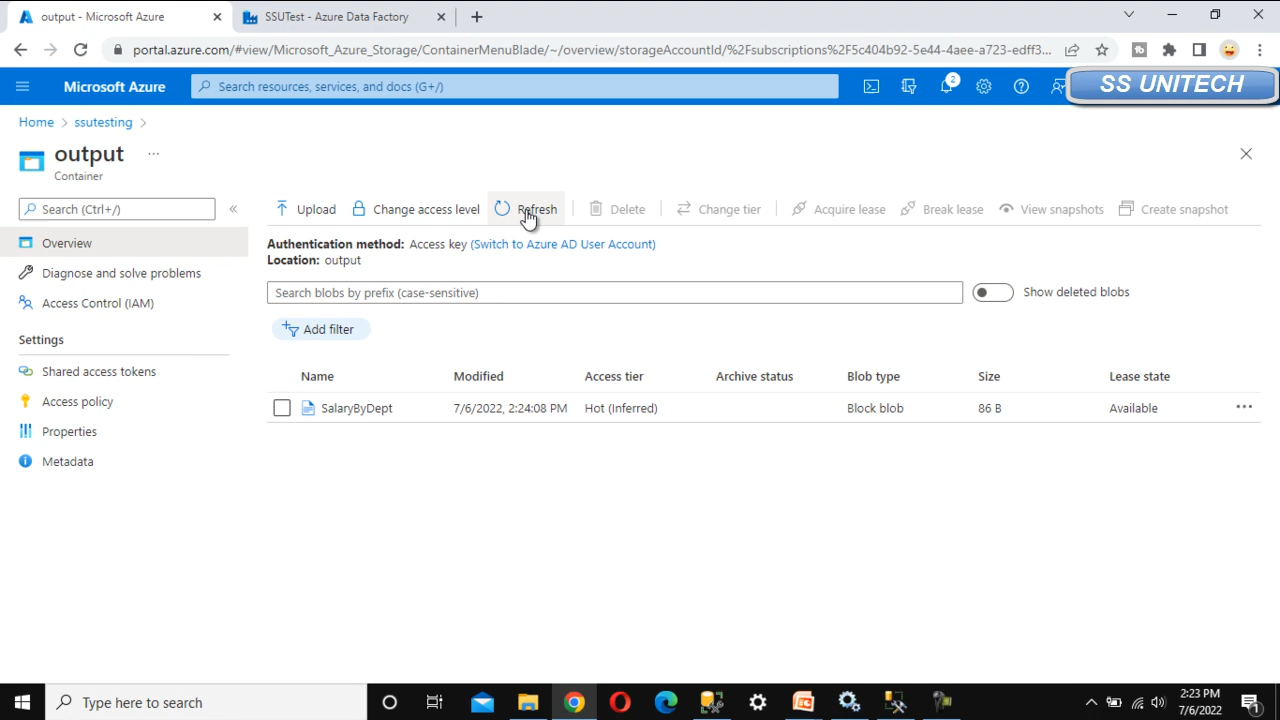 output - Microsoft Azure
SSUTest - Azure Data Factory
portal.azure.com/#view/Microsoft_Azure_Storage/ContainerMenuBlade/~/overview/storageAccountId/%2Fsubscriptions%2F5c404b92-5e44-4aee-a723-edff3...
Microsoft Azure
Search resources, services, and docs (G+/)
2
SS UNITECH
Home > ssutesting >
output ...
Container
Search (Ctrl+/)
«
Upload
Change access level
Refresh
Delete
Change tier
Acquire lease
Break lease
View snapshots
Create snapshot
Overview
Diagnose and solve problems
Access Control (IAM)
Settings
Shared access tokens
Access policy
Properties
Metadata
Authentication method: Access key (Switch to Azure AD User Account)
Location: output
Search blobs by prefix (case-sensitive)
Show deleted blobs
Add filter
Name Modified Access tier Archive status Blob type Size Lease state
SalaryByDept 7/6/2022, 2:24:08 PM Hot (Inferred) Block blob 86 B Available ...
Type here to search
2:23 PM
7/6/2022
1